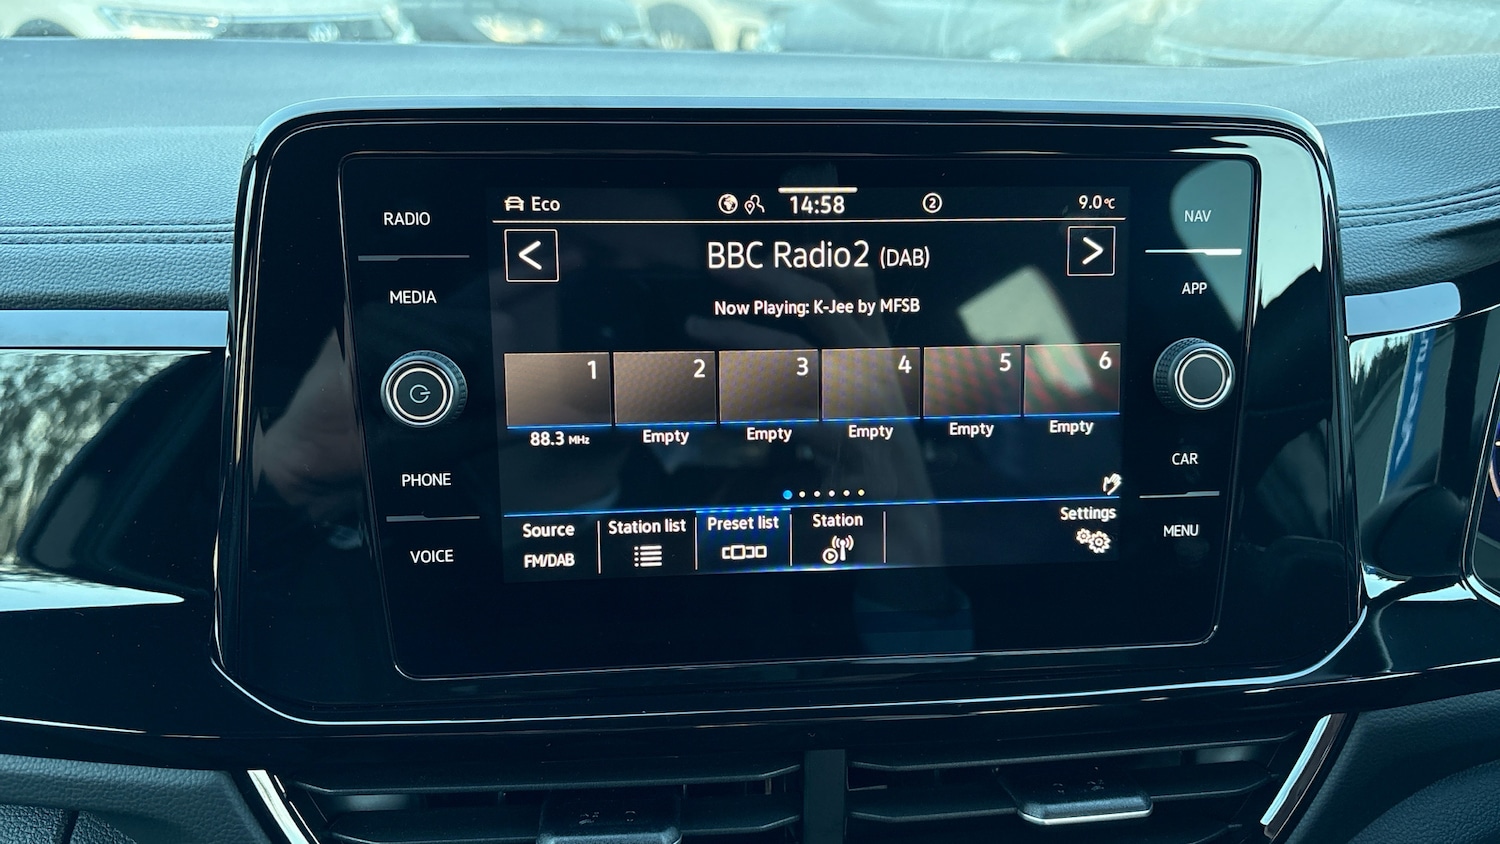 RADIO
MEDIA
PHONE
VOICE
Eco
14:58
2
9.0°C
<
BBC Radio2 (DAB)
>
Now Playing: K-Jee by MFSB
1 2 3 4 5 6
88.3 MHz Empty Empty Empty Empty Empty
Source Station list Preset list Station Settings
FM/DAB
NAV
APP
CAR
MENU